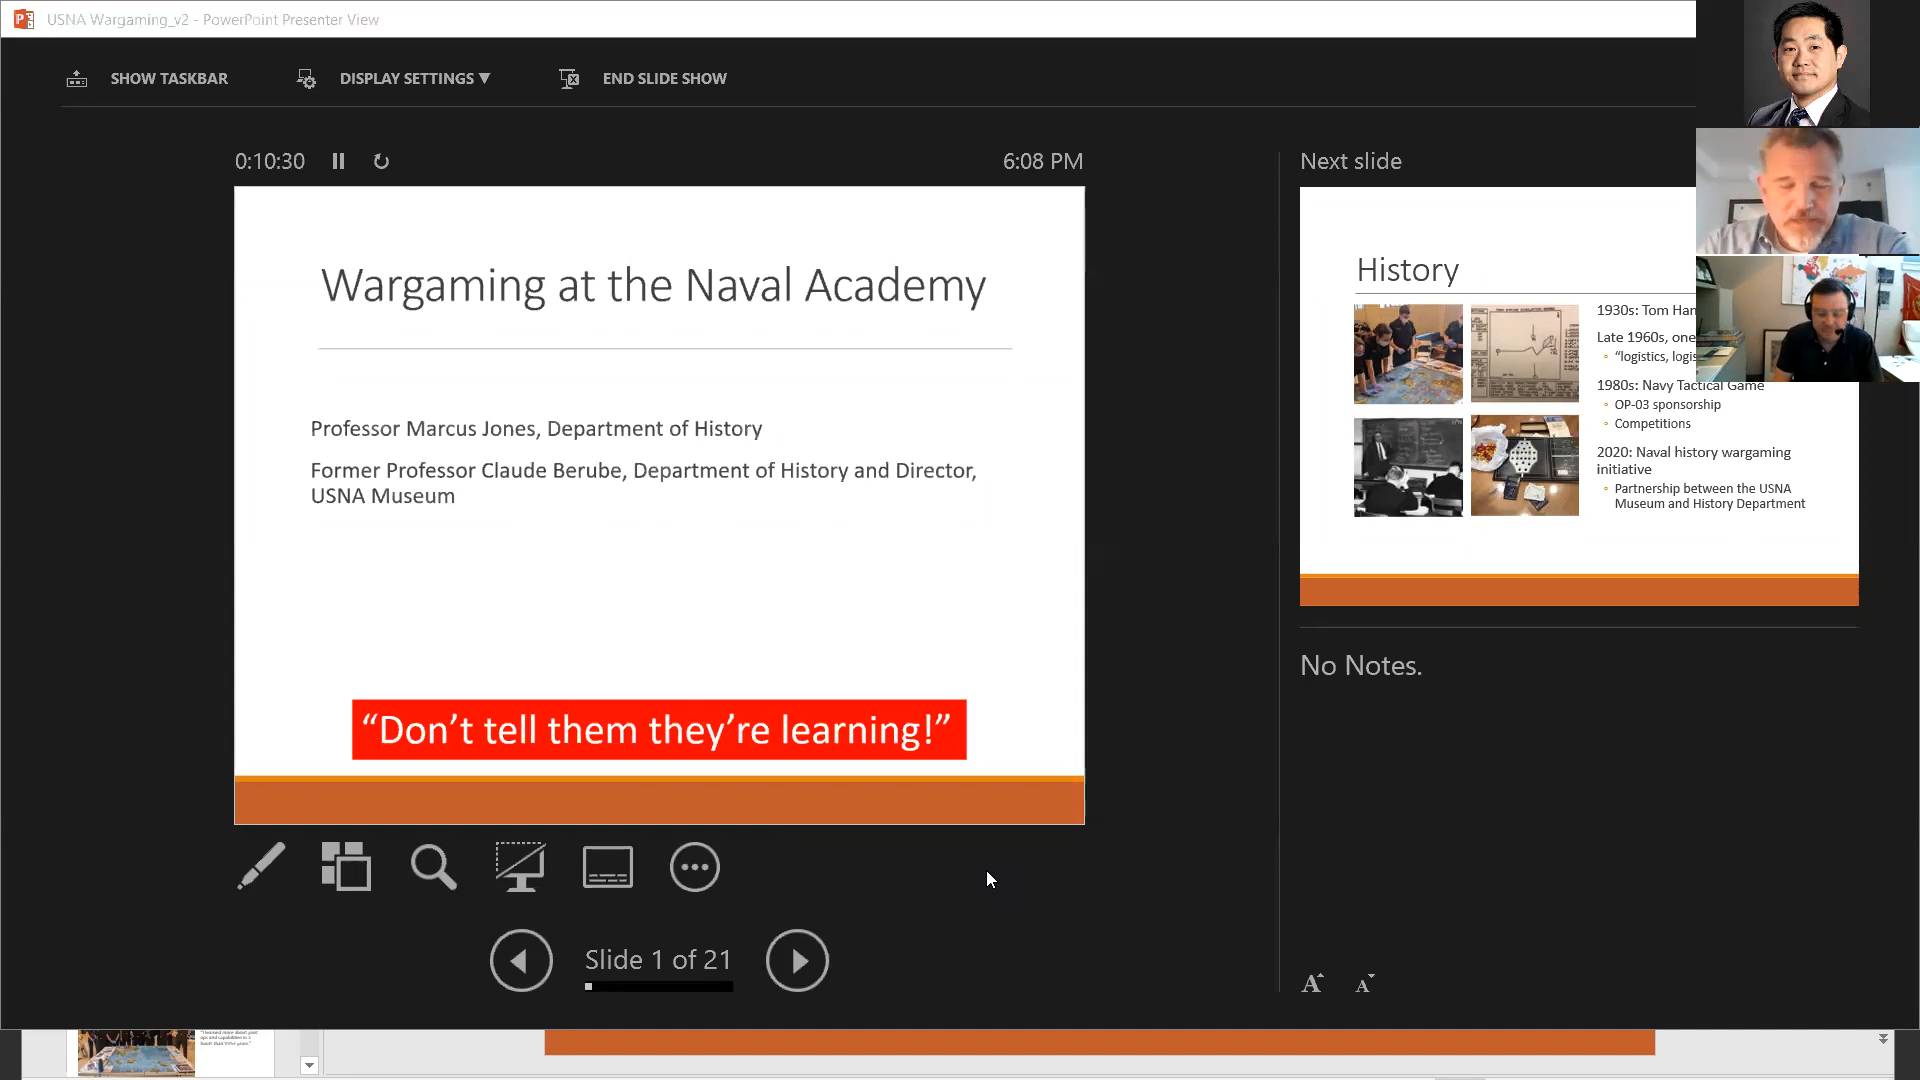 USNA Wargaming_v2 - PowerPoint Presenter View
SHOW TASKBAR
DISPLAY SETTINGS ▼
END SLIDE SHOW
0:10:30
6:08 PM
Wargaming at the Naval Academy
Professor Marcus Jones, Department of History
Former Professor Claude Berube, Department of History and Director,
USNA Museum
“Don’t tell them they’re learning!”
Slide 1 of 21
Next slide
History
1930s: Tom
Late 1960s, one
“logistics,
1980s: Navy Tactical Game
OP-03 sponsorship
Competitions
2020: Naval history wargaming
initiative
Partnership between the USNA
Museum and History Department
No Notes.
A A